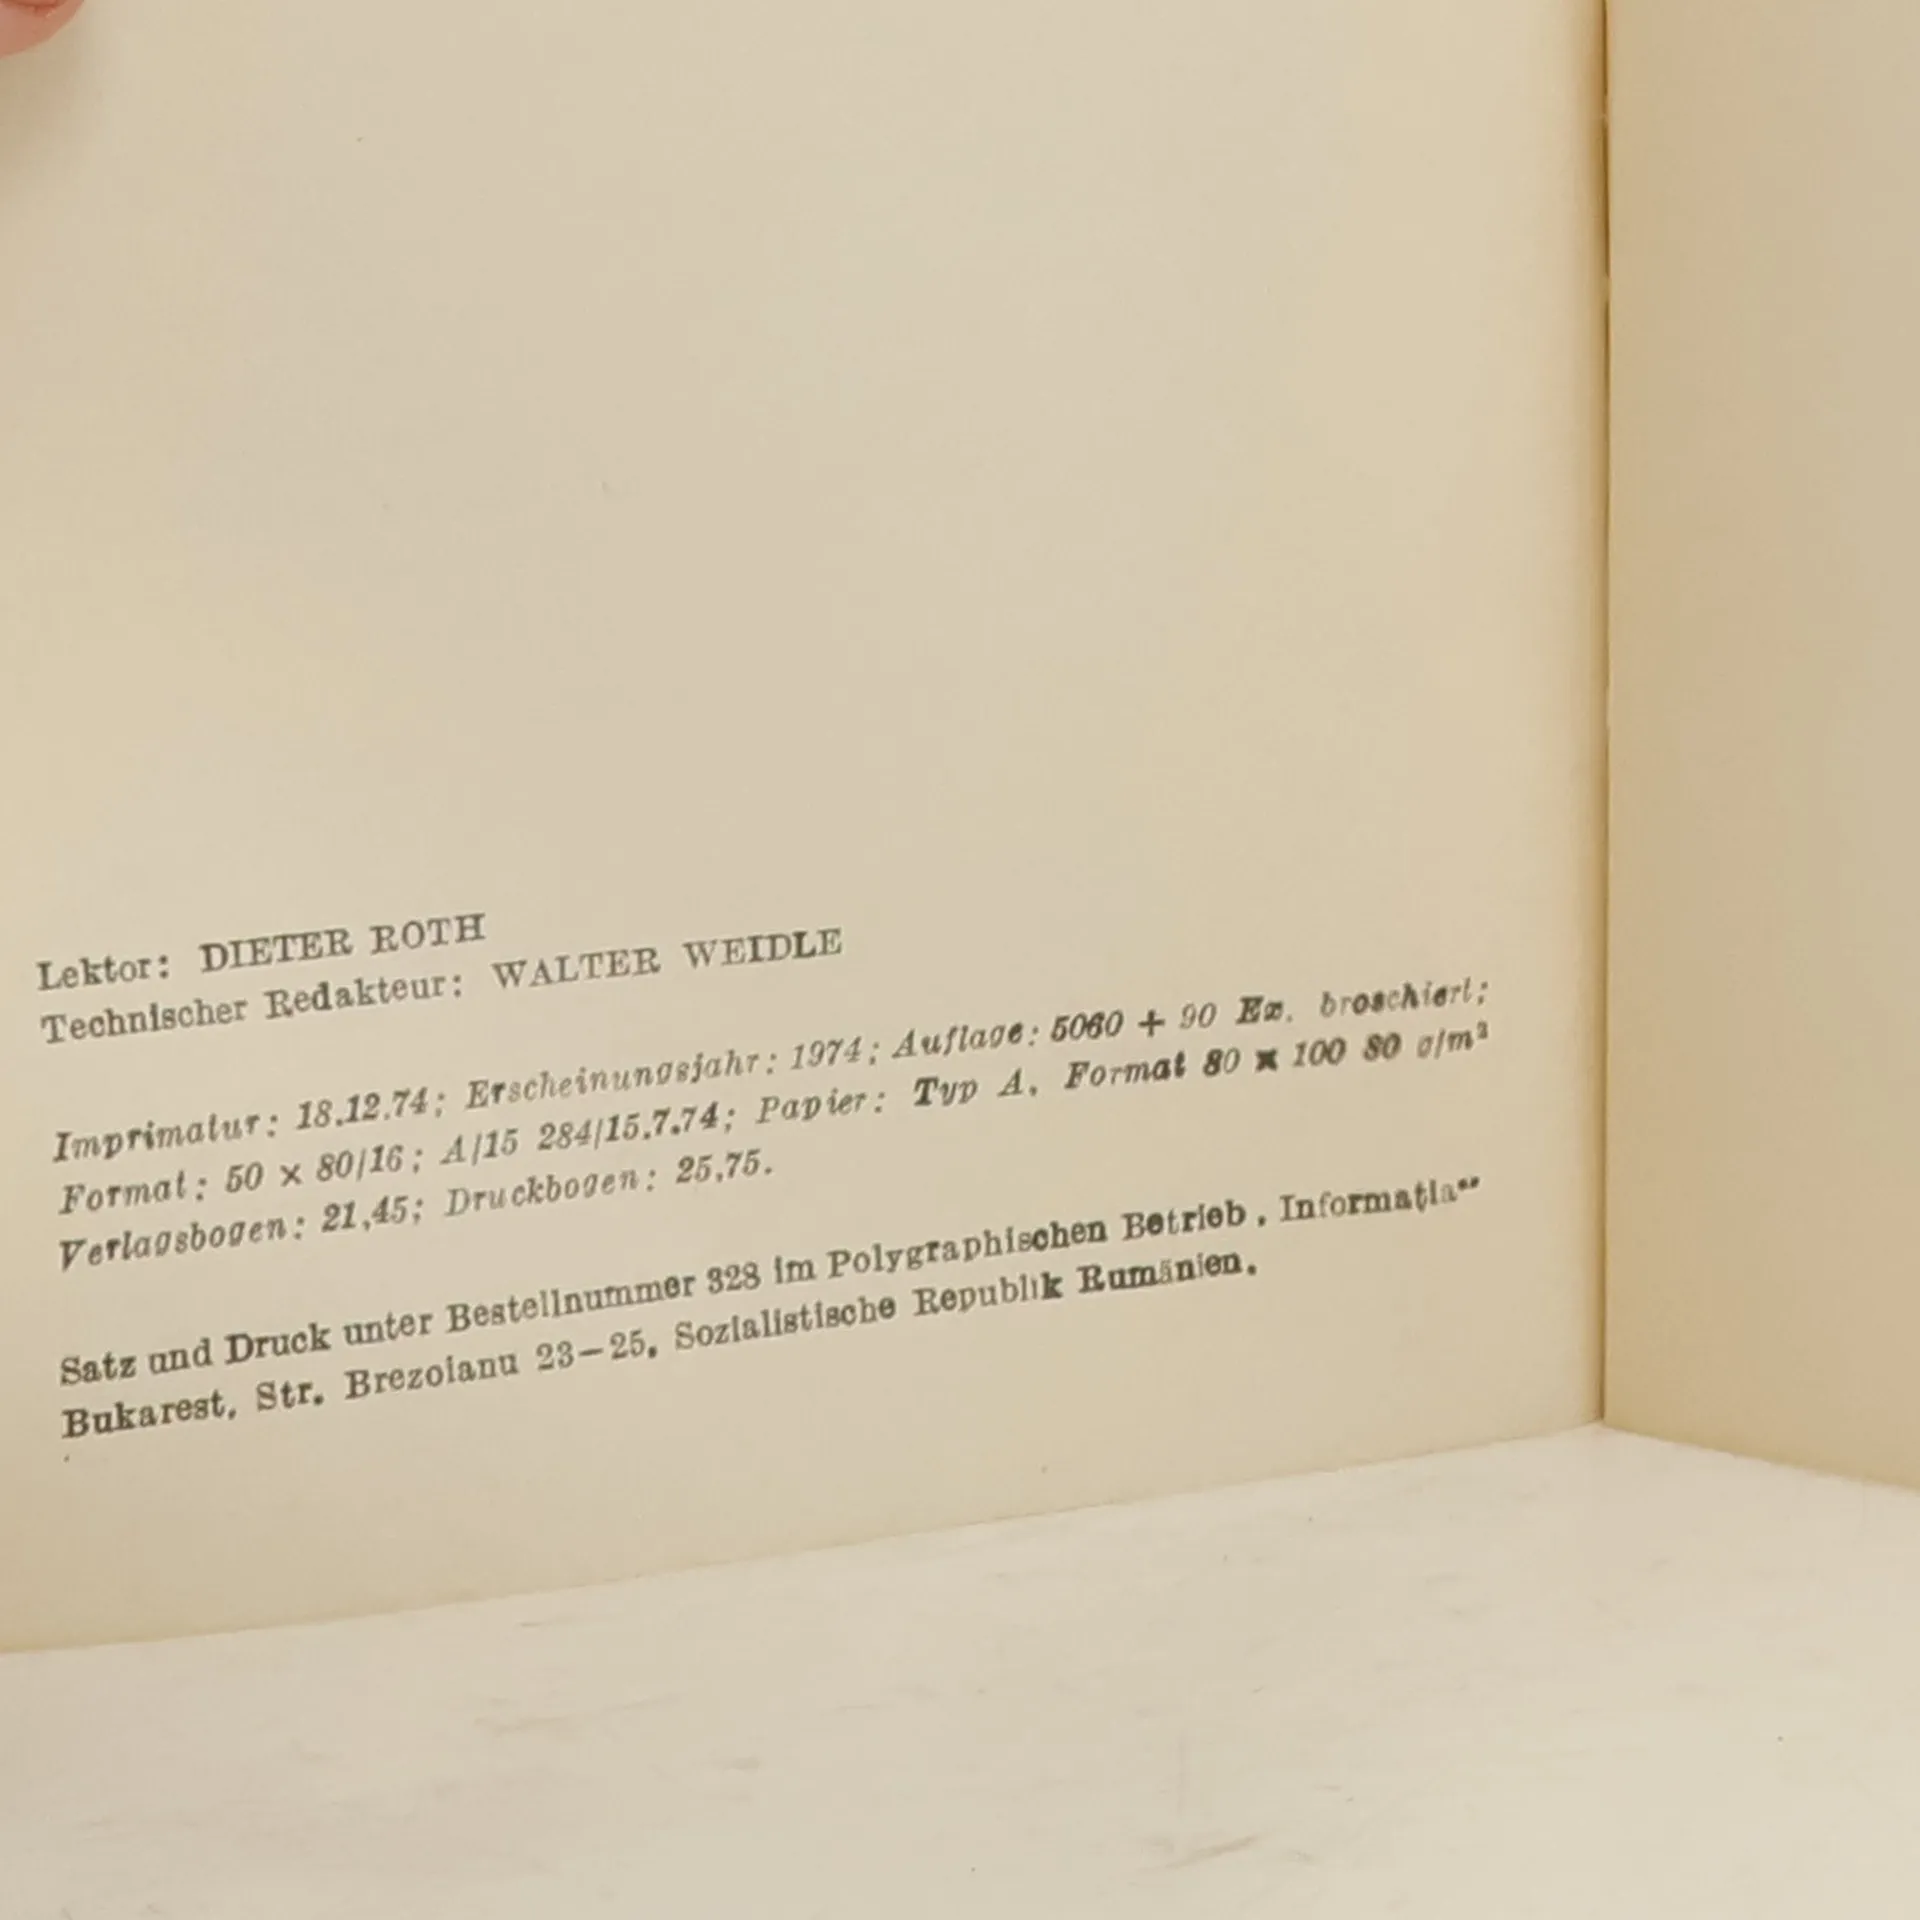 Lektor: DIETER ROTH
Technischer Redakteur: WALTER WEIDLE
Imprimatur: 18.12.74; Erscheinungsjahr: 1974; Auflage: 5060 + 90 Ex. broschiert;
Format: 50 × 80/16; A/15 284/15.7.74; Papier: Typ A, Format 80 × 100 80 g/m²
Verlagsbogen: 21,45; Druckbogen: 25,75.
Satz und Druck unter Bestellnummer 328 im Polygraphischen Betrieb „Informaţia“
Bukarest, Str. Brezoianu 23—25, Sozialistische Republik Rumänien.